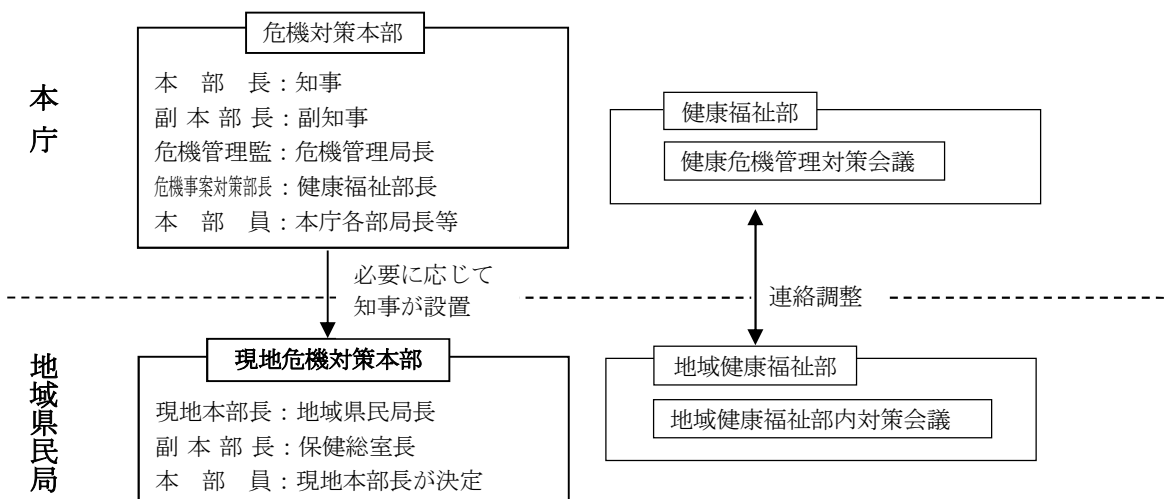 本庁
危機対策本部
本部長：知事
副本部長：副知事
危機管理監：危機管理局長
危機事案対策部長：健康福祉部長
本部員：本庁各部局長等
健康福祉部
健康危機管理対策会議
必要に応じて
知事が設置
連絡調整
地域県民局
現地危機対策本部
現地本部長：地域県民局長
副本部長：保健総室長
本部員：現地本部長が決定
地域健康福祉部
地域健康福祉部内対策会議